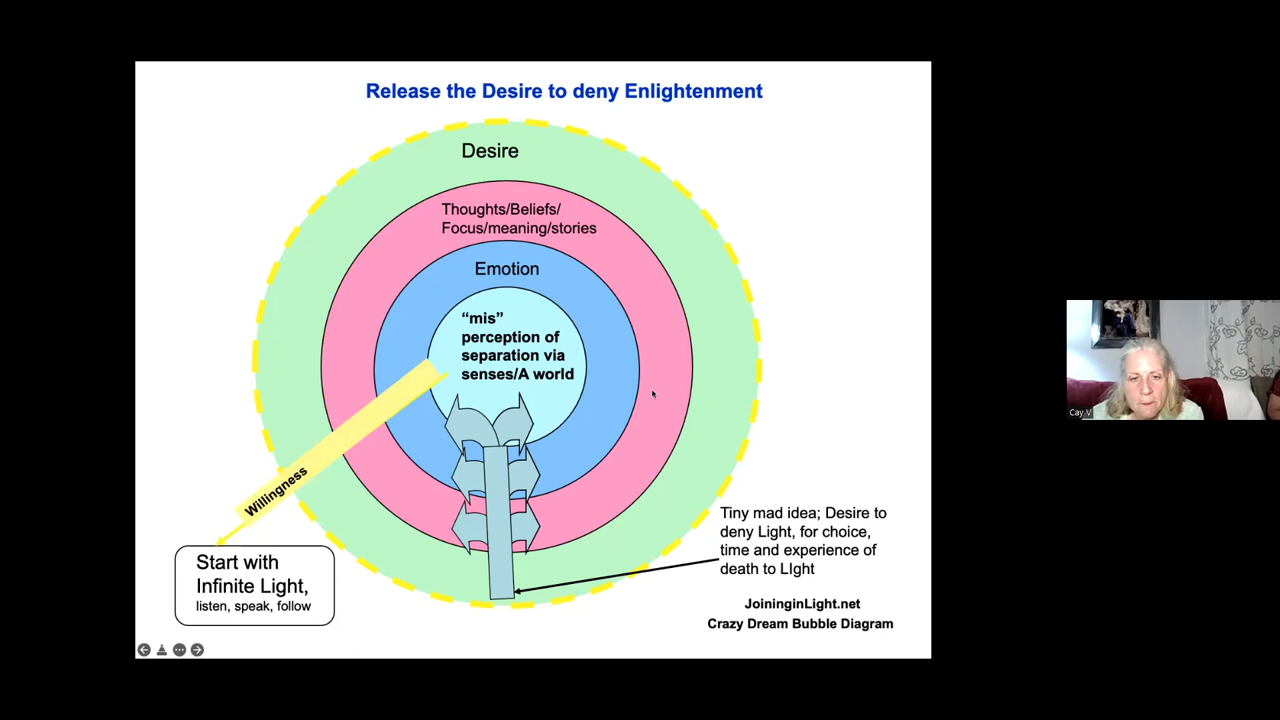 Release the Desire to deny Enlightenment
Desire
Thoughts/Beliefs/
Focus/meaning/stories
Emotion
“mis”
perception of
separation via
senses/A world
Willingness
Start with
Infinite Light,
listen, speak, follow
Tiny mad idea; Desire to
deny Light, for choice,
time and experience of
death to LIght
JoininginLight.net
Crazy Dream Bubble Diagram
Cay V